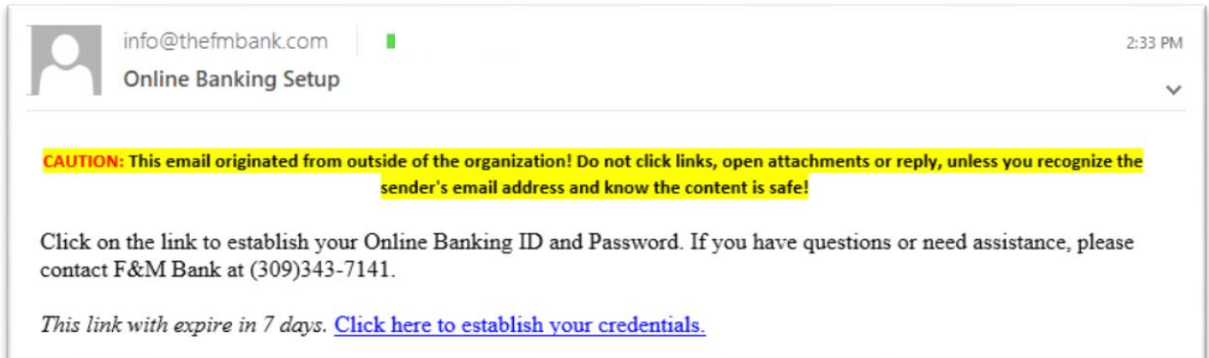 info@thefmbank.com
2:33 PM
Online Banking Setup
CAUTION: This email originated from outside of the organization! Do not click links, open attachments or reply, unless you recognize the
sender's email address and know the content is safe!
Click on the link to establish your Online Banking ID and Password. If you have questions or need assistance, please
contact F&M Bank at (309)343-7141.
This link with expire in 7 days. Click here to establish your credentials.